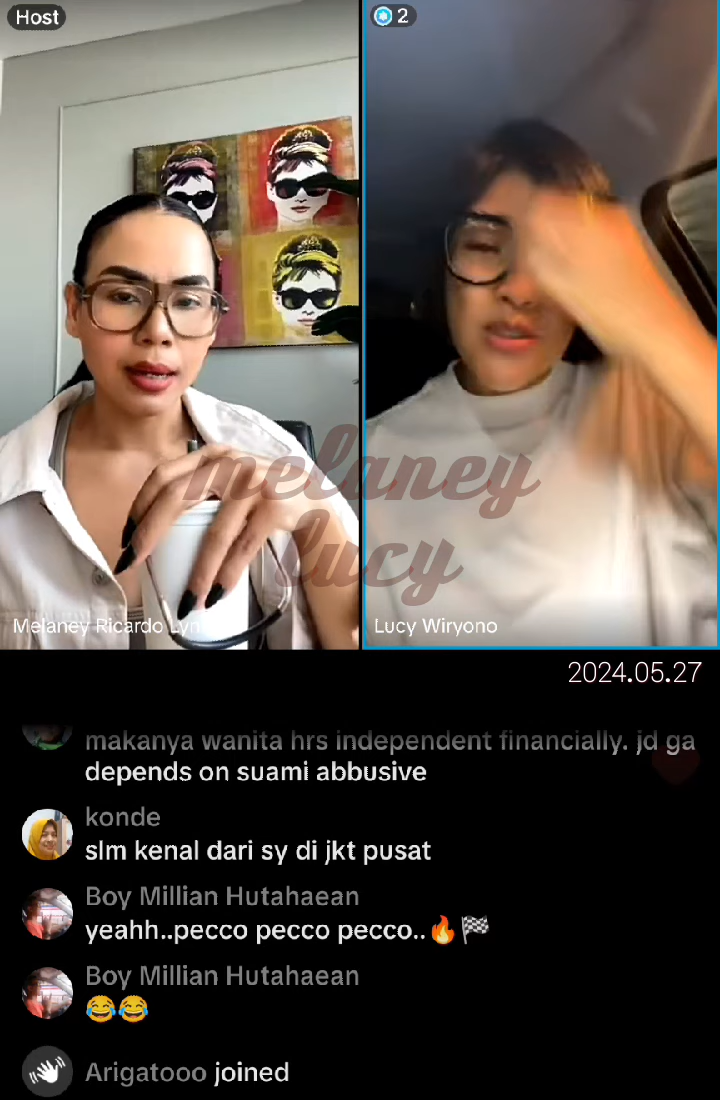 Host
2
melaney
lucy
Melaney Ricardo Lyn
Lucy Wiryono
2024.05.27
makanya wanita hrs independent financially. jd ga
depends on suami abbusive
konde
slm kenal dari sy di jkt pusat
Boy Millian Hutahaean
yeahh..pecco pecco pecco..🔥🏁
Boy Millian Hutahaean
😂😂
Arigatooo joined